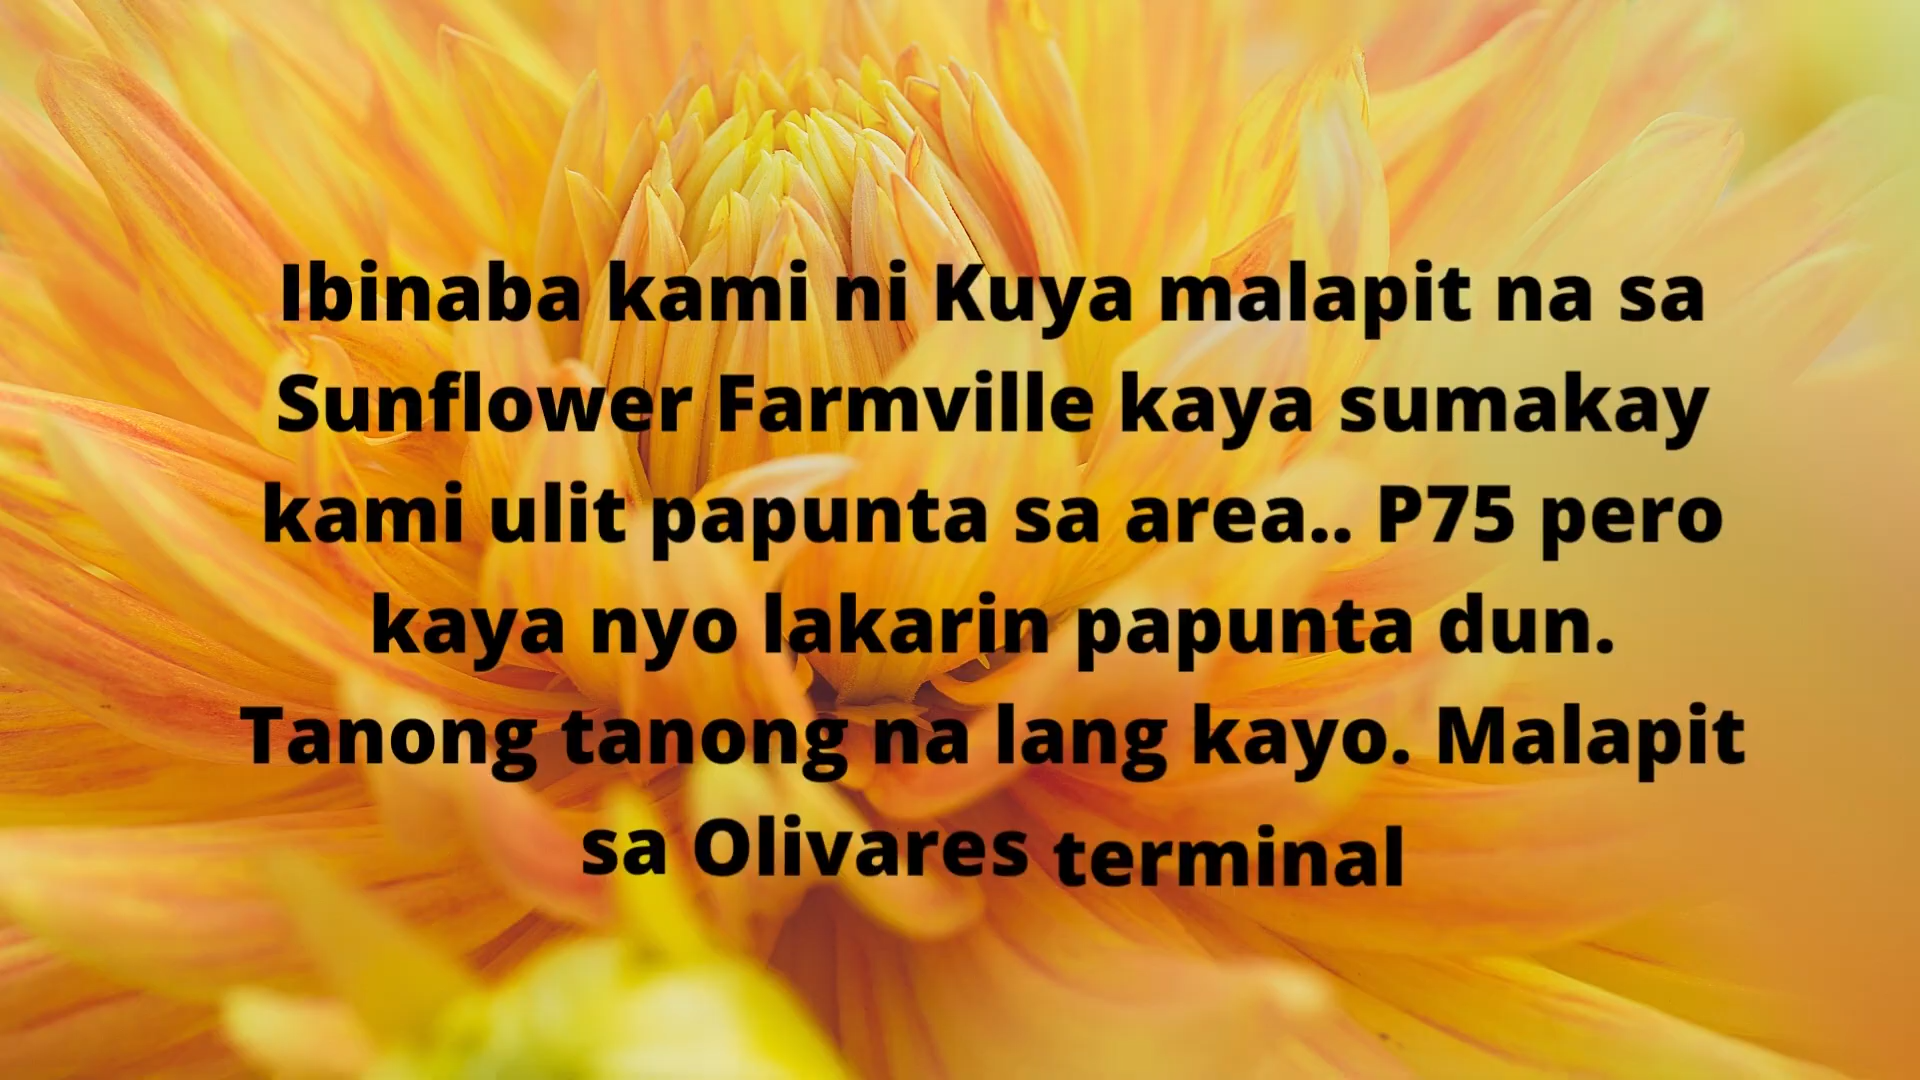 Ibinaba kami ni Kuya malapit na sa
Sunflower Farmville kaya sumakay
kami ulit papunta sa area.. P75 pero
kaya nyo lakarin papunta dun.
Tanong tanong na lang kayo. Malapit
sa Olivares terminal